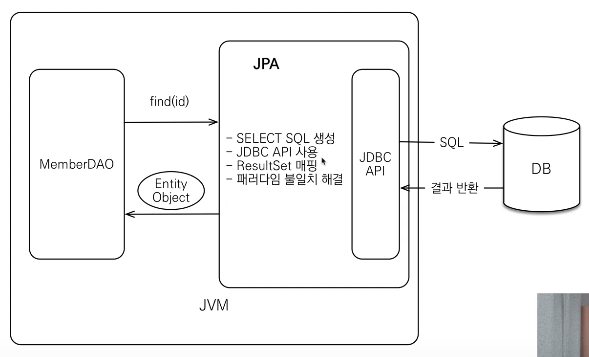 JPA
find(id)
MemberDAO
- SELECT SQL 생성
- JDBC API 사용
- ResultSet 매핑
- 패러다임 불일치 해결
JDBC
API
SQL
DB
Entity
Object
결과 반환
JVM